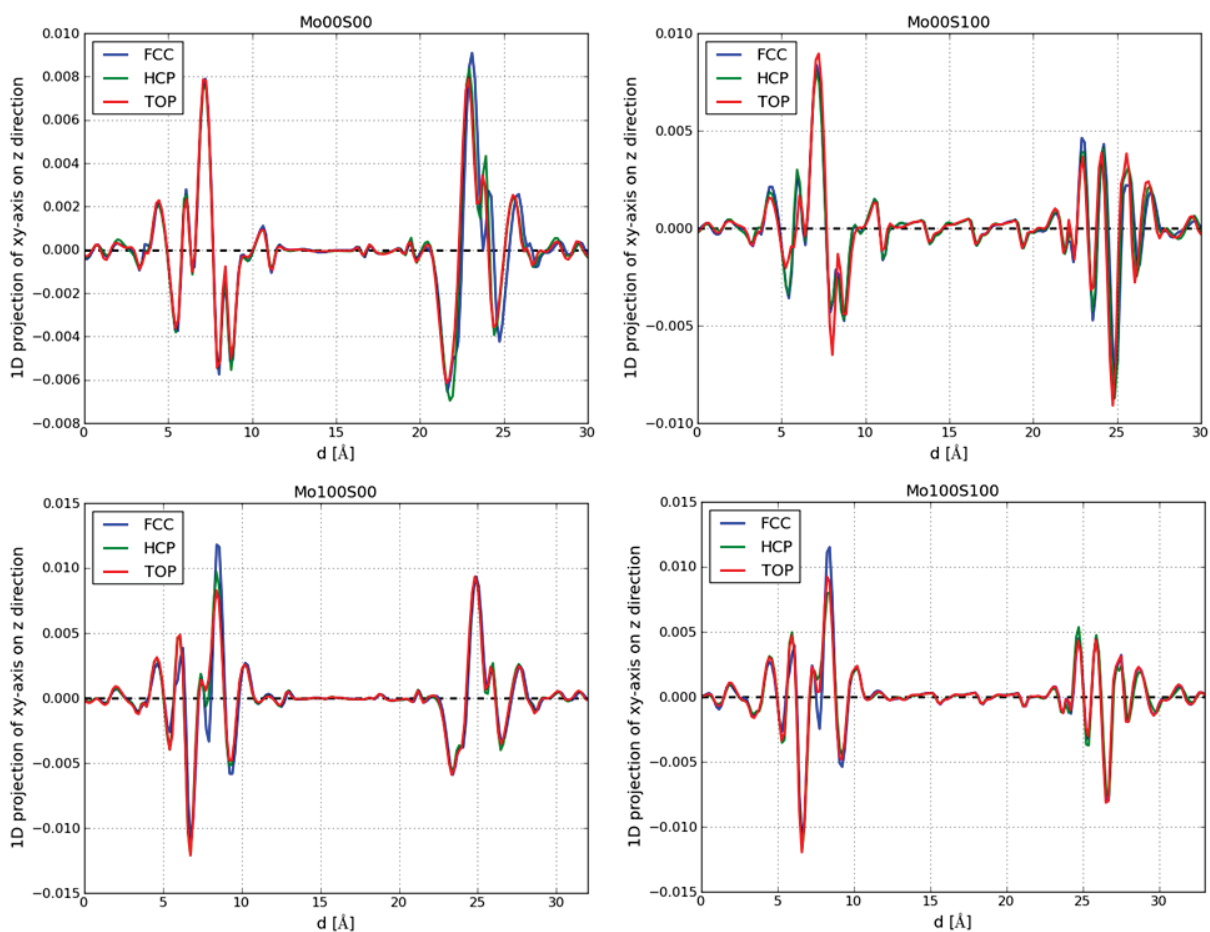 Mo00S00
1D projection of xy-axis on z direction
0.010
0.008
0.006
0.004
0.002
0.000
−0.002
−0.004
−0.006
−0.008
FCC
HCP
TOP
0 5 10 15 20 25 30
d [Å]
Mo00S100
1D projection of xy-axis on z direction
0.010
0.005
0.000
−0.005
−0.010
FCC
HCP
TOP
0 5 10 15 20 25 30
d [Å]
Mo100S00
1D projection of xy-axis on z direction
0.015
0.010
0.005
0.000
−0.005
−0.010
−0.015
FCC
HCP
TOP
0 5 10 15 20 25 30
d [Å]
Mo100S100
1D projection of xy-axis on z direction
0.015
0.010
0.005
0.000
−0.005
−0.010
−0.015
FCC
HCP
TOP
0 5 10 15 20 25 30
d [Å]